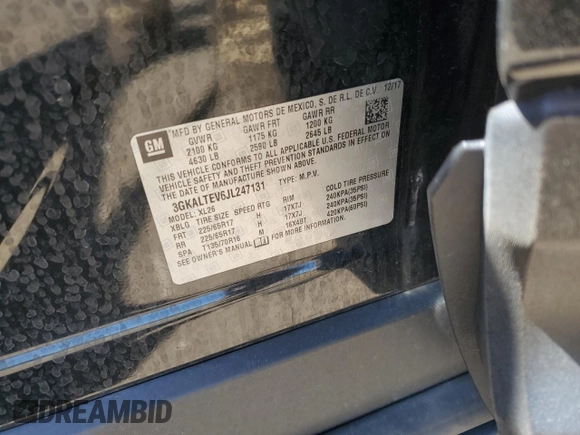 GM
MFD BY GENERAL MOTORS DE MEXICO, S. DE R.L. DE C.V. 12/17
GVWR GAWR FRT GAWR RR
2100 KG 1175 KG 1200 KG
4630 LB 2590 LB 2645 LB
THIS VEHICLE CONFORMS TO ALL APPLICABLE U.S. FEDERAL MOTOR
VEHICLE SAFETY AND THEFT PREVENTION STANDARDS IN EFFECT ON
THE DATE OF MANUFACTURE SHOWN ABOVE.
3GKALTEV6JL247131 TYPE: M.P.V.
MODEL: XL26
XBLG TIRE SIZE SPEED RTG RIM COLD TIRE PRESSURE
FRT 225/65R17 H 17X7J 240KPA(35PSI)
RR 225/65R17 H 17X7J 240KPA(35PSI)
SPA T135/70R16 M 16X4BT 420KPA(60PSI)
SEE OWNER'S MANUAL FOR MORE INFORMATION.
DREAMBID